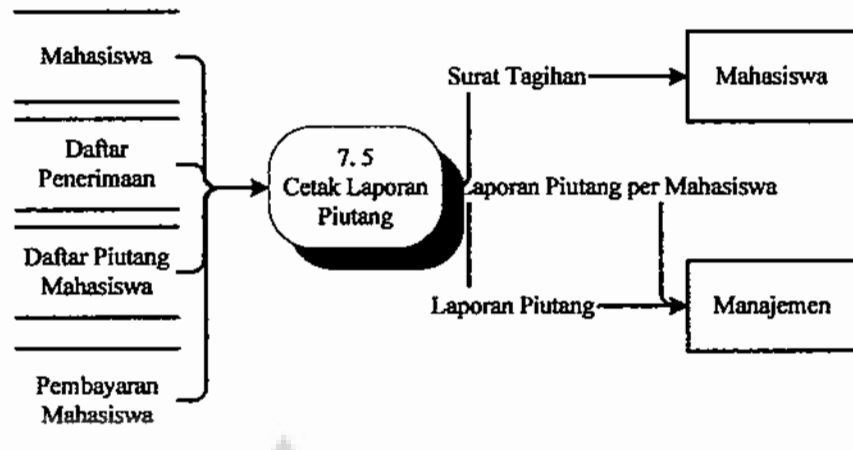 Mahasiswa
Daftar
Penerimaan
Daftar Piutang
Mahasiswa
Pembayaran
Mahasiswa
7. 5
Cetak Laporan
Piutang
Surat Tagihan
Laporan Piutang per Mahasiswa
Laporan Piutang
Mahasiswa
Manajemen